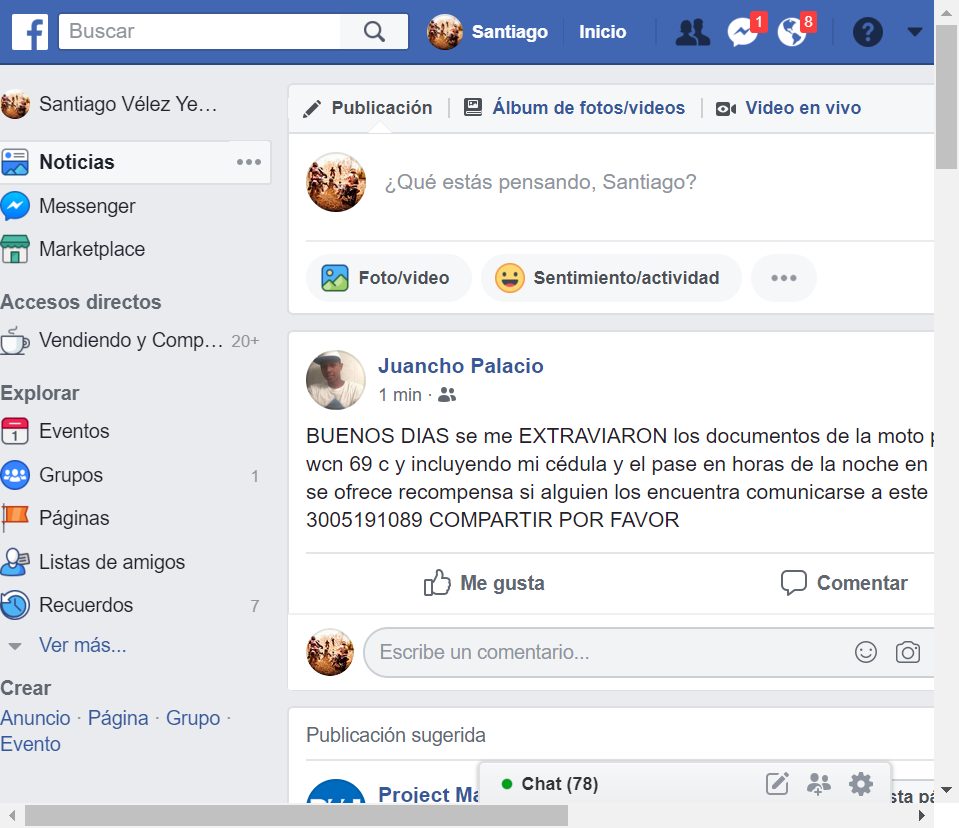 Buscar
Santiago
Inicio
1
8
Santiago Vélez Ye...
Noticias
Messenger
Marketplace
Accesos directos
Vendiendo y Comp... 20+
Explorar
1 Eventos
Grupos 1
Páginas
Listas de amigos
Recuerdos 7
Ver más...
Crear
Anuncio · Página · Grupo ·
Evento
Publicación
Álbum de fotos/videos
Video en vivo
¿Qué estás pensando, Santiago?
Foto/video
Sentimiento/actividad
Juancho Palacio
1 min ·
BUENOS DIAS se me EXTRAVIARON los documentos de la moto
wcn 69 c y incluyendo mi cédula y el pase en horas de la noche en
se ofrece recompensa si alguien los encuentra comunicarse a este
3005191089 COMPARTIR POR FAVOR
Me gusta
Comentar
Escribe un comentario...
Publicación sugerida
Project Ma
Chat (78)
sta pá